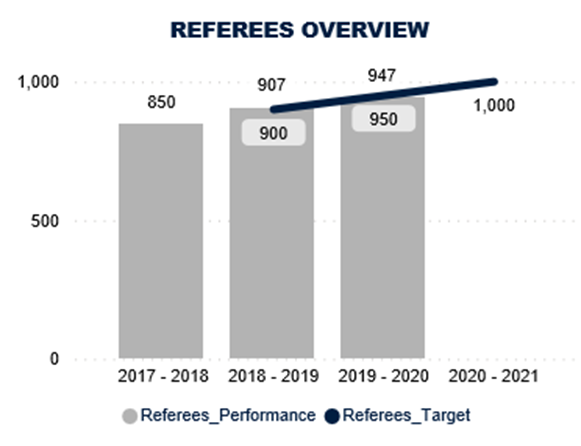 REFEREES OVERVIEW
1,000
500
0
850
907
947
900
950
1,000
2017 - 2018
2018 - 2019
2019 - 2020
2020 - 2021
Referees_Performance
Referees_Target